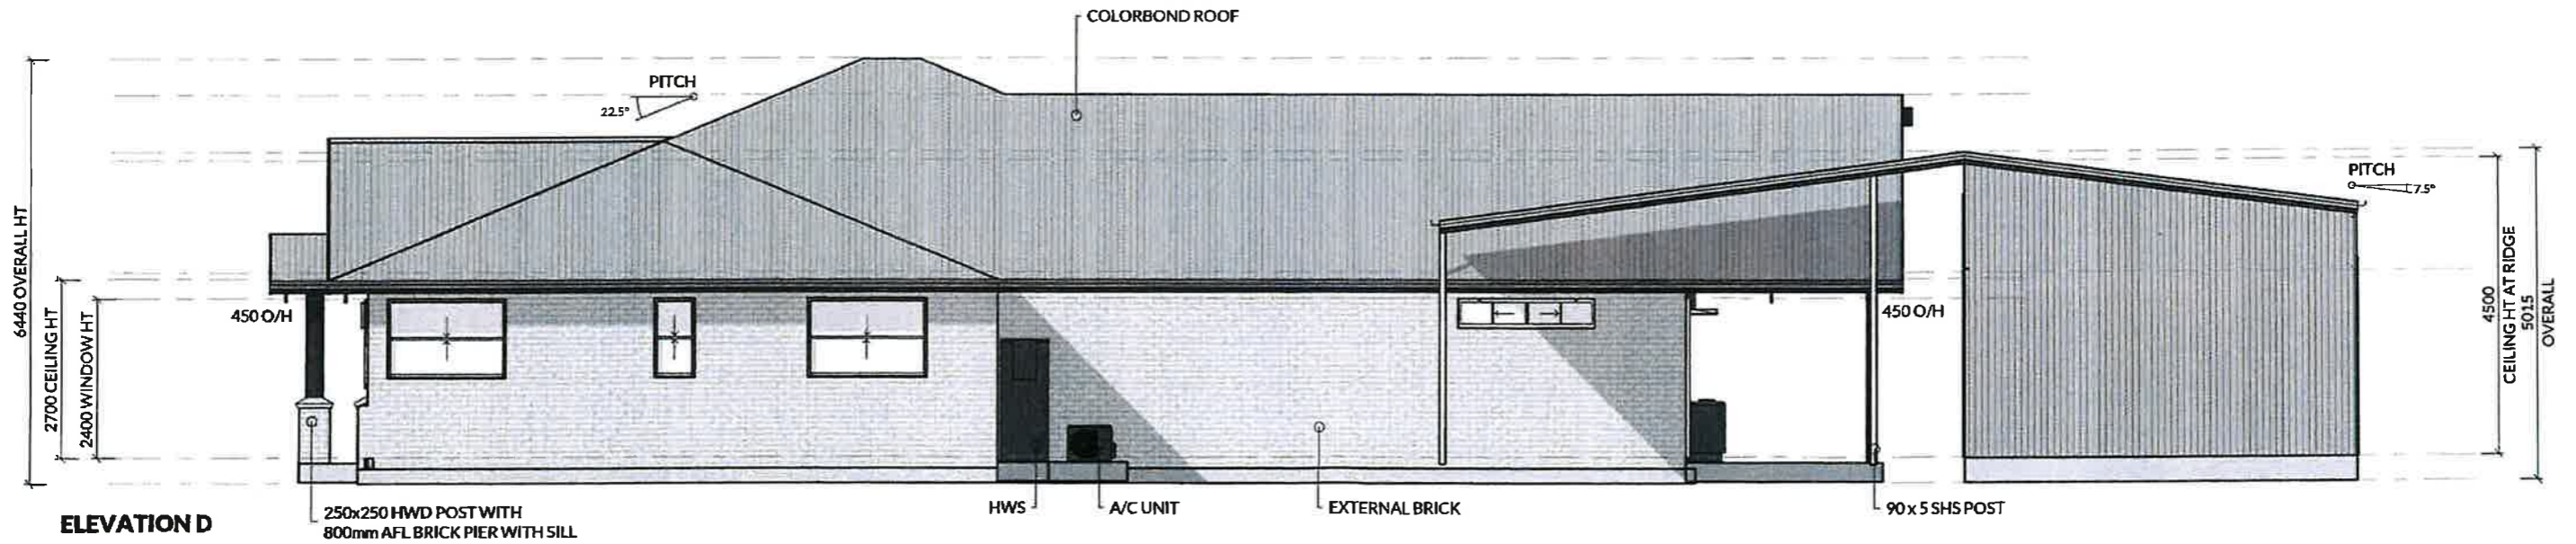 COLORBOND ROOF
PITCH
22.5°
PITCH
7.5°
6440 OVERALL HT
2700 CEILING HT
2400 WINDOW HT
450 O/H
450 O/H
4500
CEILING HT AT RIDGE
5015
OVERALL
HWS
A/C UNIT
EXTERNAL BRICK
90 x 5 SHS POST
250x250 HWD POST WITH
800mm AFL BRICK PIER WITH SILL
ELEVATION D